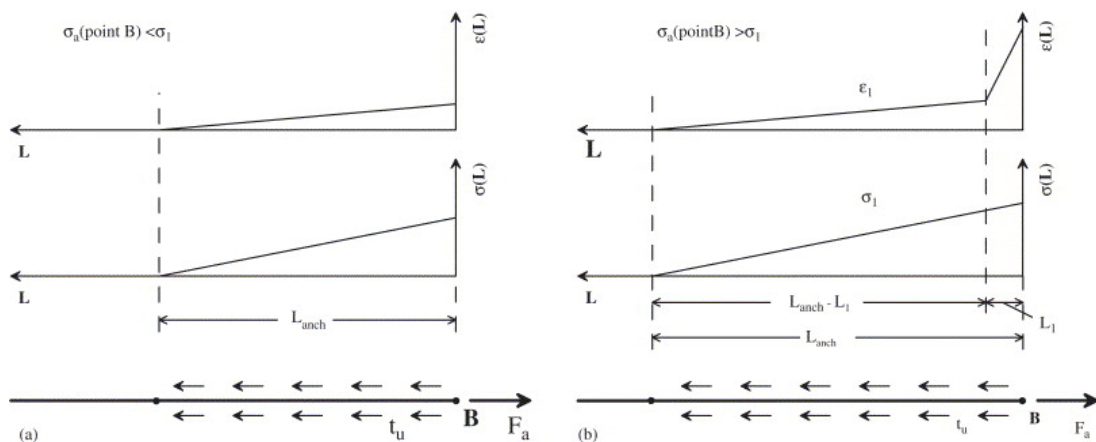 σa(point B) <σ1
ε(L)
L
σ(L)
L
Lanch
tu
B
Fa
(a)
σa(pointB) >σ1
ε(L)
ε1
L
σ(L)
σ1
L
Lanch - L1
L1
Lanch
tu
B
Fa
(b)